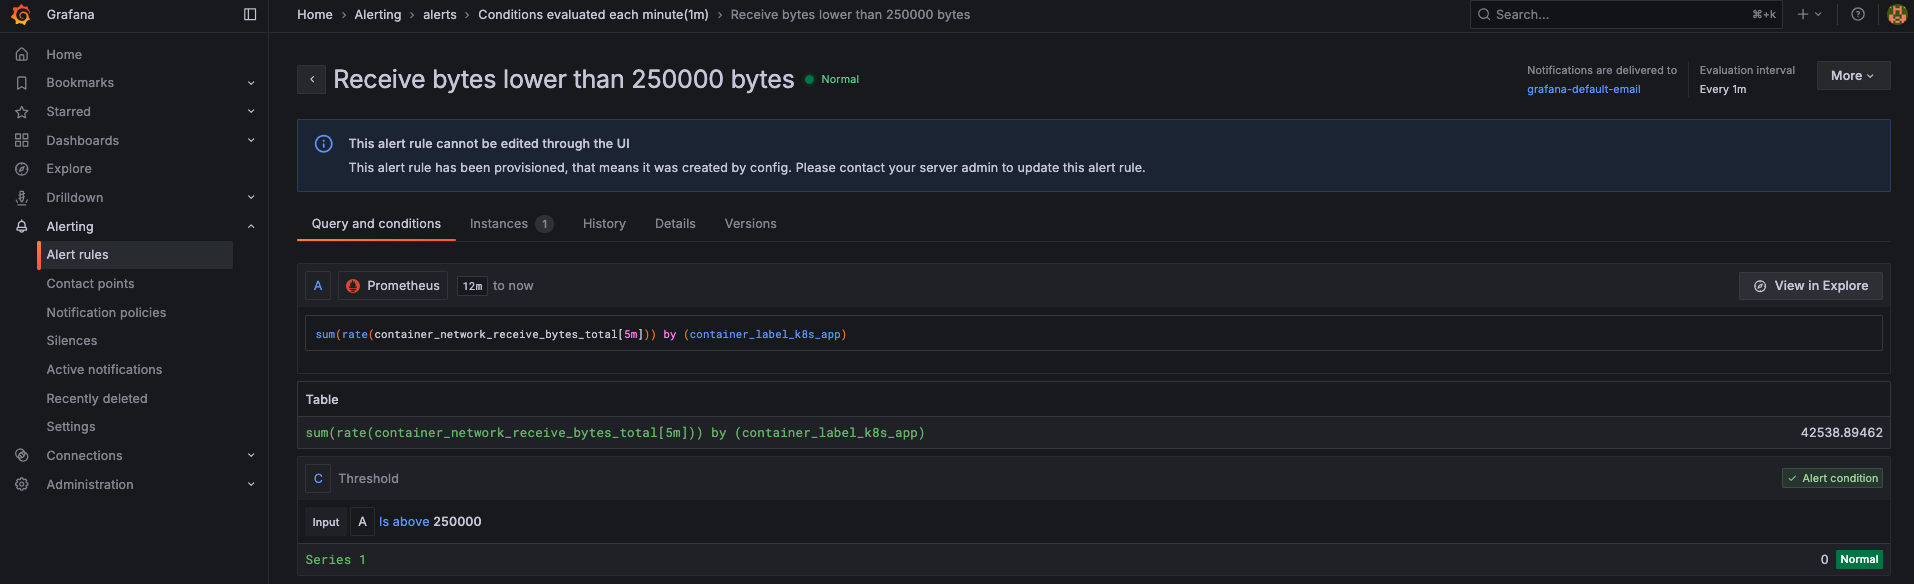 Grafana
Home › Alerting › alerts › Conditions evaluated each minute(1m) › Receive bytes lower than 250000 bytes
Search... ⌘+k
Home
Bookmarks
Starred
Dashboards
Explore
Drilldown
Alerting
Alert rules
Contact points
Notification policies
Silences
Active notifications
Recently deleted
Settings
Connections
Administration
Receive bytes lower than 250000 bytes Normal
Notifications are delivered to
grafana-default-email
Evaluation interval
Every 1m
More
This alert rule cannot be edited through the UI
This alert rule has been provisioned, that means it was created by config. Please contact your server admin to update this alert rule.
Query and conditions Instances 1 History Details Versions
A Prometheus 12m to now View in Explore
sum(rate(container_network_receive_bytes_total[5m])) by (container_label_k8s_app)
Table
sum(rate(container_network_receive_bytes_total[5m])) by (container_label_k8s_app) 42538.89462
C Threshold Alert condition
Input A Is above 250000
Series 1 0 Normal